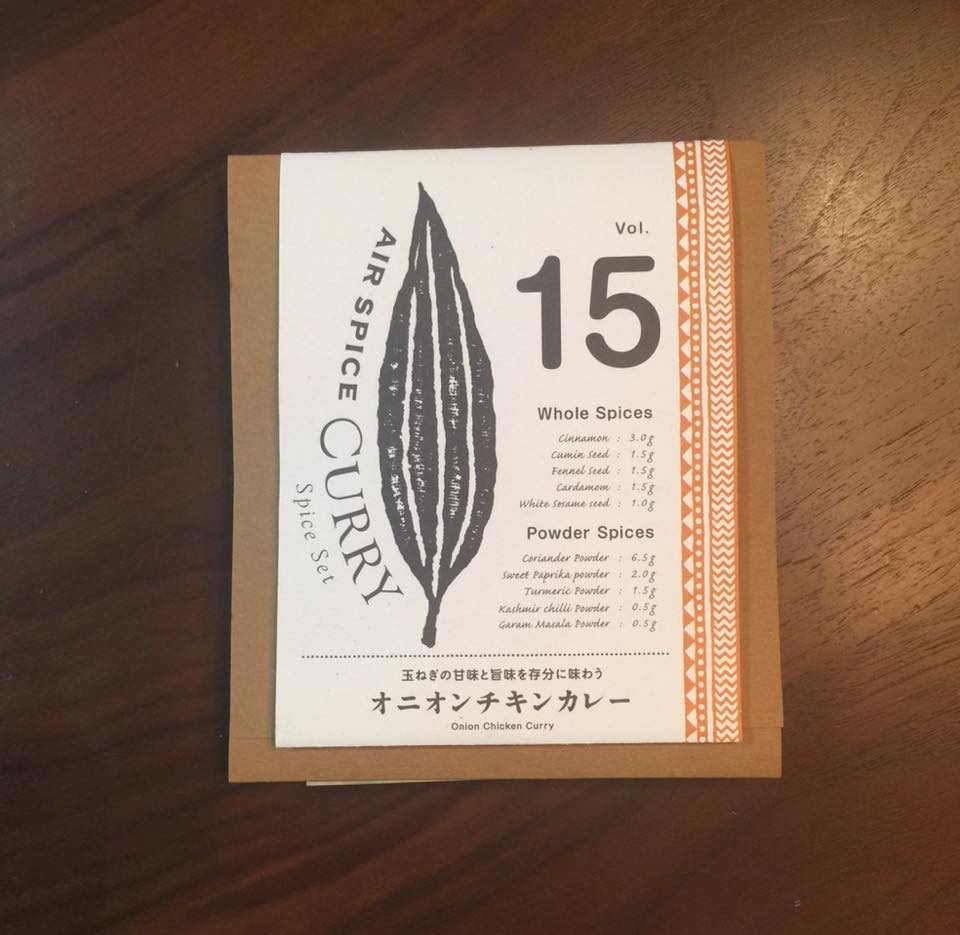 AIR SPICE CURRY
Spice Set
Vol.
15
Whole Spices
Cinnamon : 3.0g
Cumin Seed : 1.5g
Fennel Seed : 1.5g
Cardamom : 1.5g
White Sesame seed : 1.0g
Powder Spices
Coriander Powder : 6.5g
Sweet Paprika powder : 2.0g
Turmeric Powder : 1.5g
Kashmir chilli Powder : 0.5g
Garam Masala Powder : 0.5g
玉ねぎの甘味と旨味を存分に味わう
オニオンチキンカレー
Onion Chicken Curry